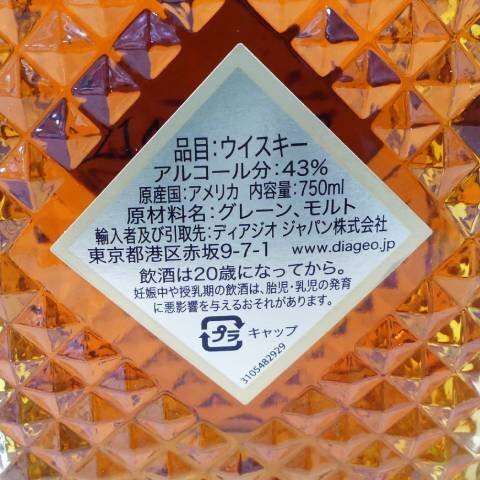 品目:ウイスキー
アルコール分:43%
原産国:アメリカ 内容量:750ml
原材料名:グレーン、モルト
輸入者及び引取先:ディアジオ ジャパン株式会社
東京都港区赤坂9-7-1 www.diageo.jp
飲酒は20歳になってから。
妊娠中や授乳期の飲酒は、胎児・乳児の発育
に悪影響を与えるおそれがあります。
プラ キャップ
3105482929